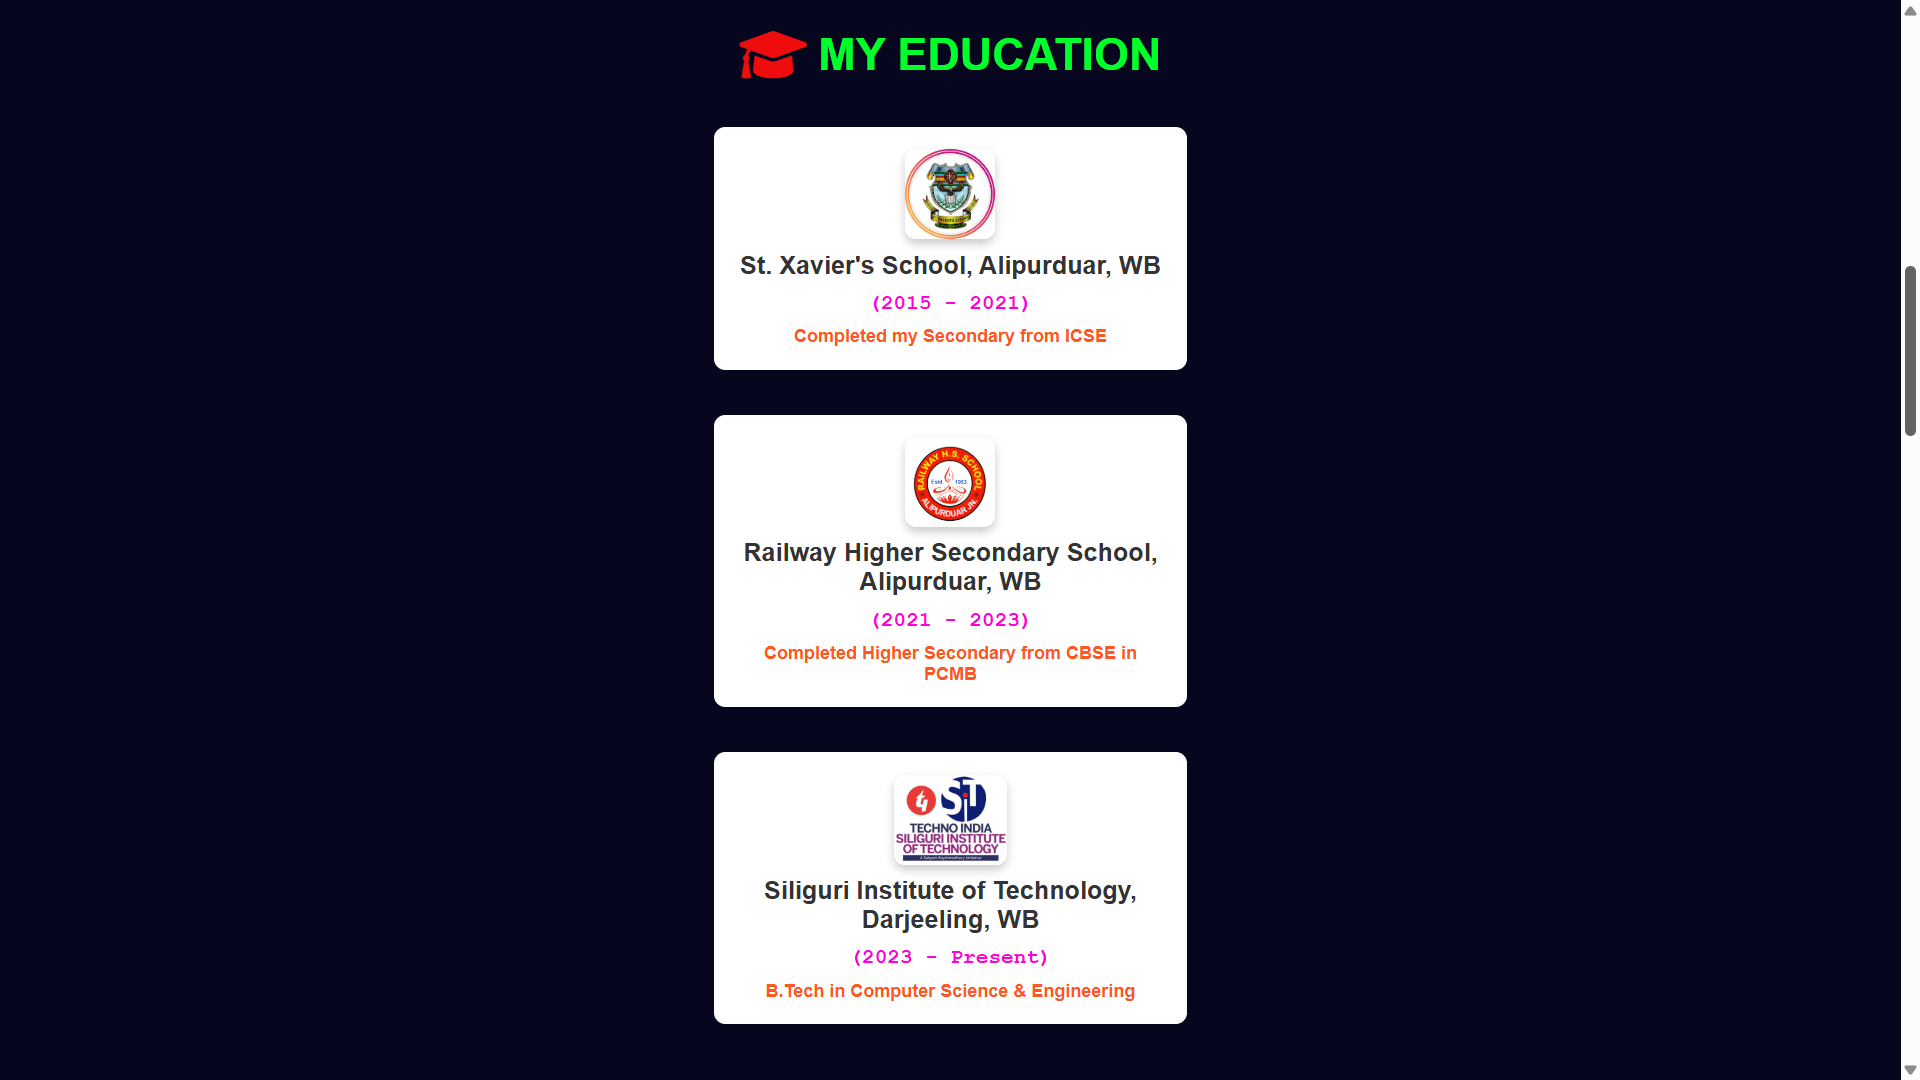 MY EDUCATION
St. Xavier's School, Alipurduar, WB
(2015 - 2021)
Completed my Secondary from ICSE
RAILWAY H.S. SCHOOL
Estd. 1953
ALIPURDUAR JN.
Railway Higher Secondary School,
Alipurduar, WB
(2021 - 2023)
Completed Higher Secondary from CBSE in
PCMB
SiT
TECHNO INDIA
SILIGURI INSTITUTE
OF TECHNOLOGY
Siliguri Institute of Technology,
Darjeeling, WB
(2023 - Present)
B.Tech in Computer Science & Engineering